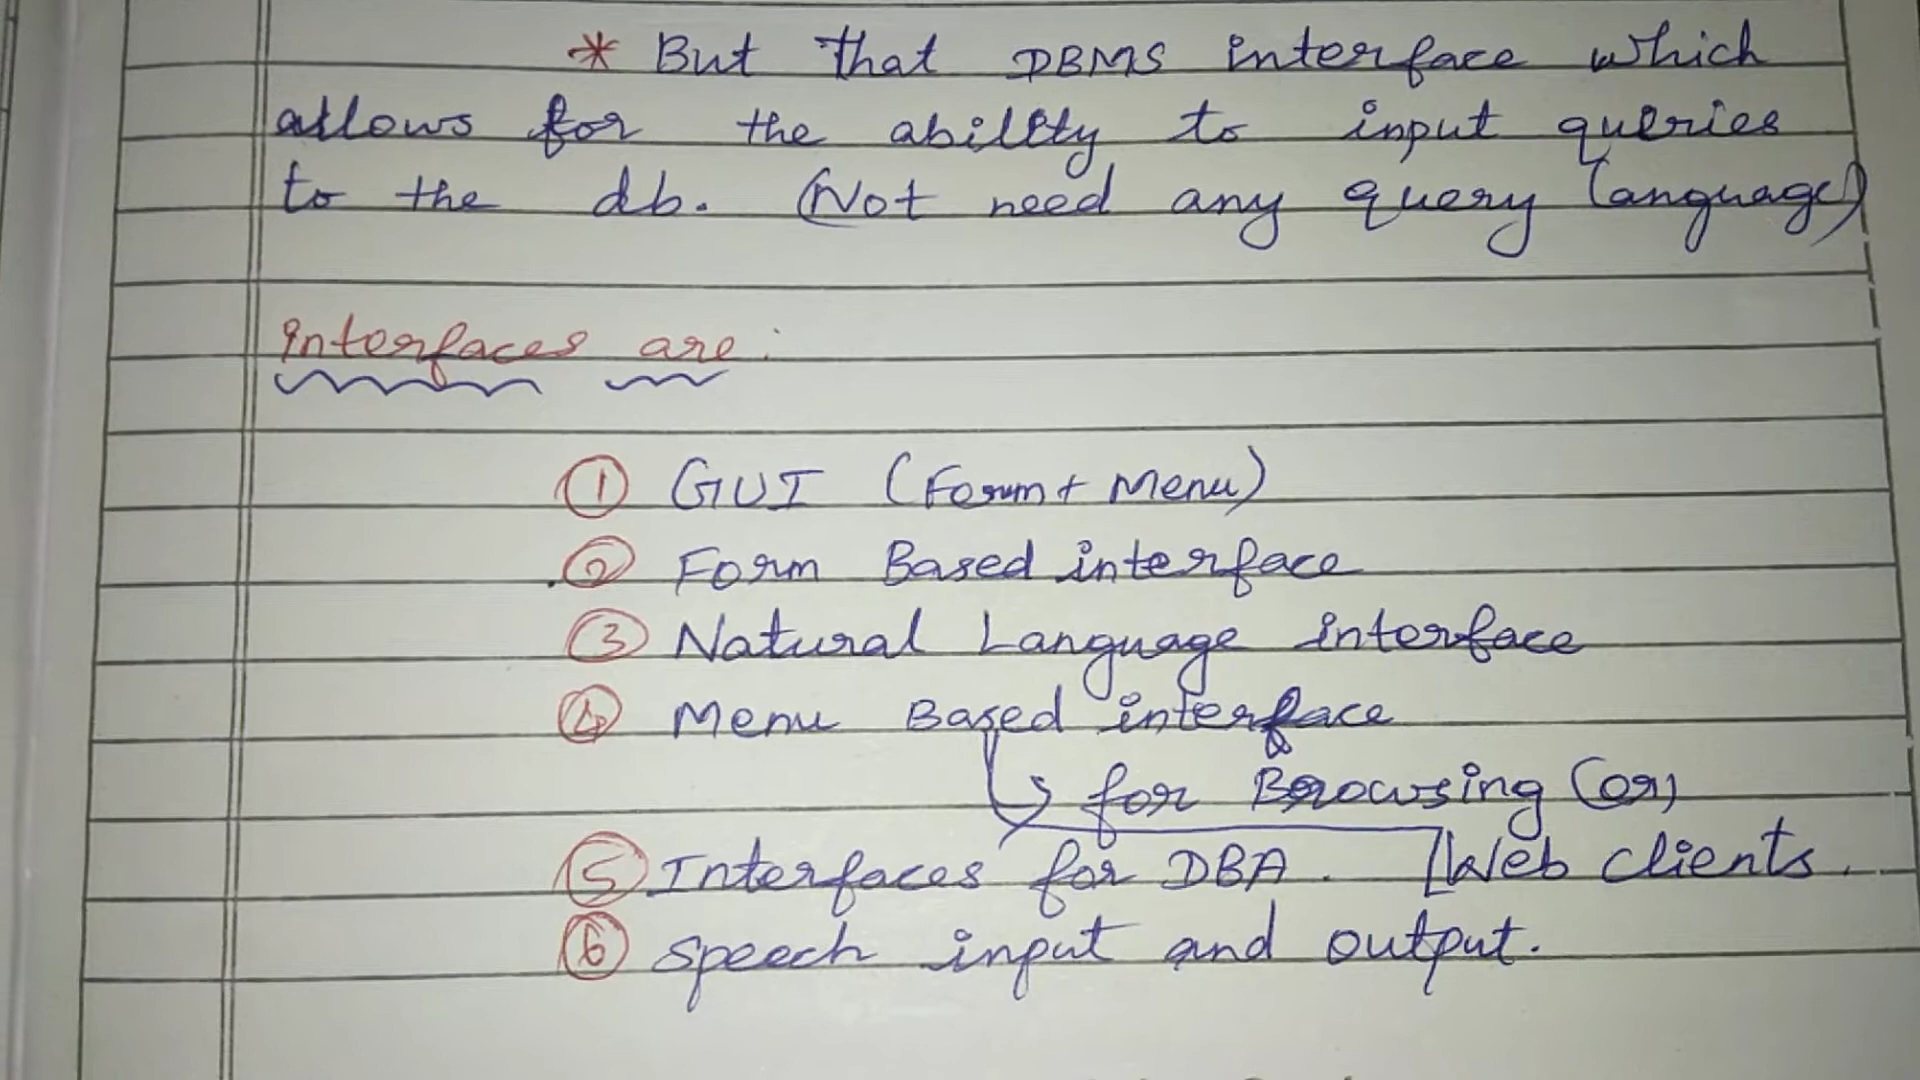 * But that DBMS interface which
allows for the ability to input queries
to the db. (Not need any query language)
interfaces are:
① GUI (Form + Menu)
② Form Based interface
③ Natural Language interface
④ Menu Based interface
↳ for Browsing (or)
⑤ Interfaces for DBA. [Web clients.
⑥ speech input and output.